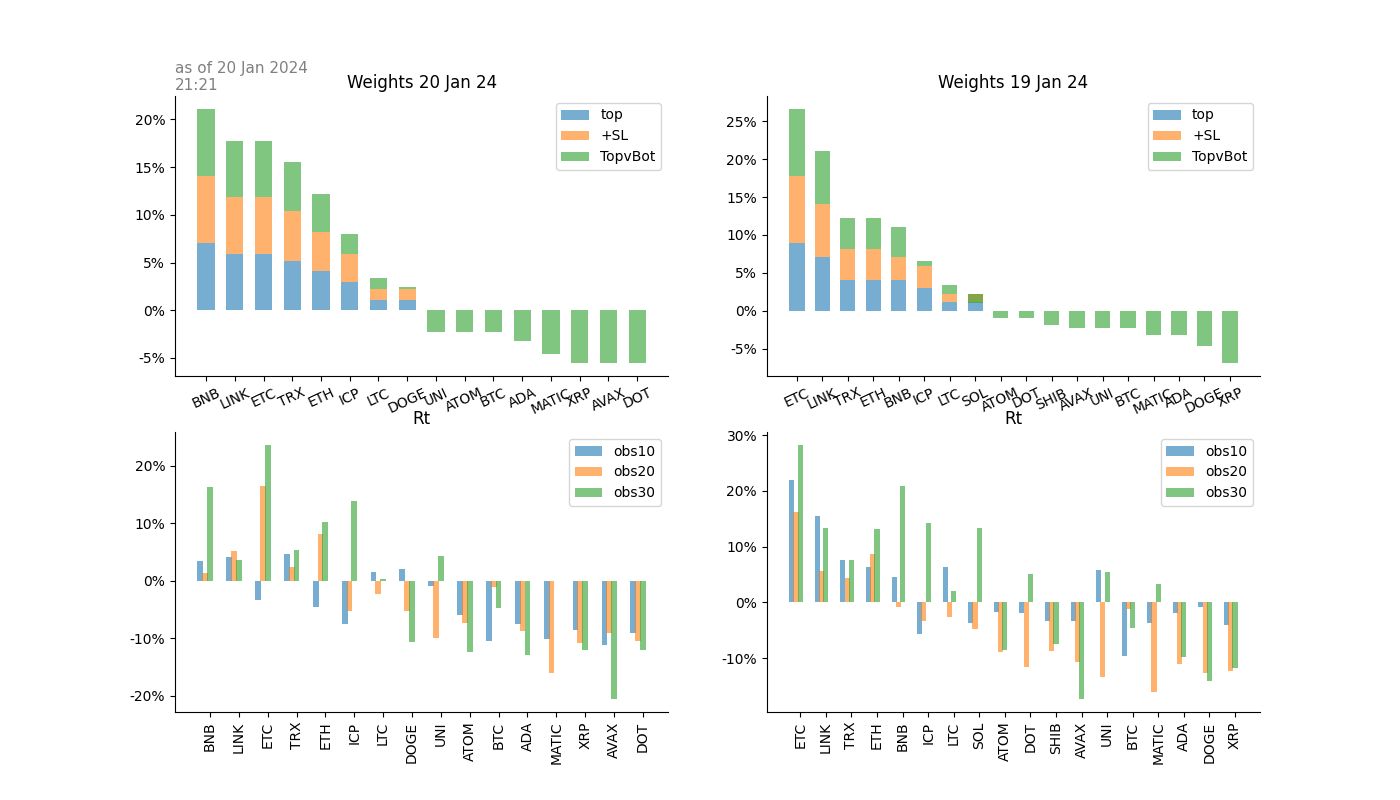 as of 20 Jan 2024
21:21
Weights 20 Jan 24
20%
15%
10%
5%
0%
-5%
top
+SL
TopvBot
BNB LINK ETC TRX ETH ICP LTC DOGE UNI ATOM BTC ADA MATIC XRP AVAX DOT
Weights 19 Jan 24
25%
20%
15%
10%
5%
0%
-5%
top
+SL
TopvBot
ETC LINK TRX ETH BNB ICP LTC SOL ATOM DOT SHIB AVAX UNI BTC MATIC ADA DOGE XRP
Rt
20%
10%
0%
-10%
-20%
obs10
obs20
obs30
BNB LINK ETC TRX ETH ICP LTC DOGE UNI ATOM BTC ADA MATIC XRP AVAX DOT
Rt
30%
20%
10%
0%
-10%
obs10
obs20
obs30
ETC LINK TRX ETH BNB ICP LTC SOL ATOM DOT SHIB AVAX UNI BTC MATIC ADA DOGE XRP